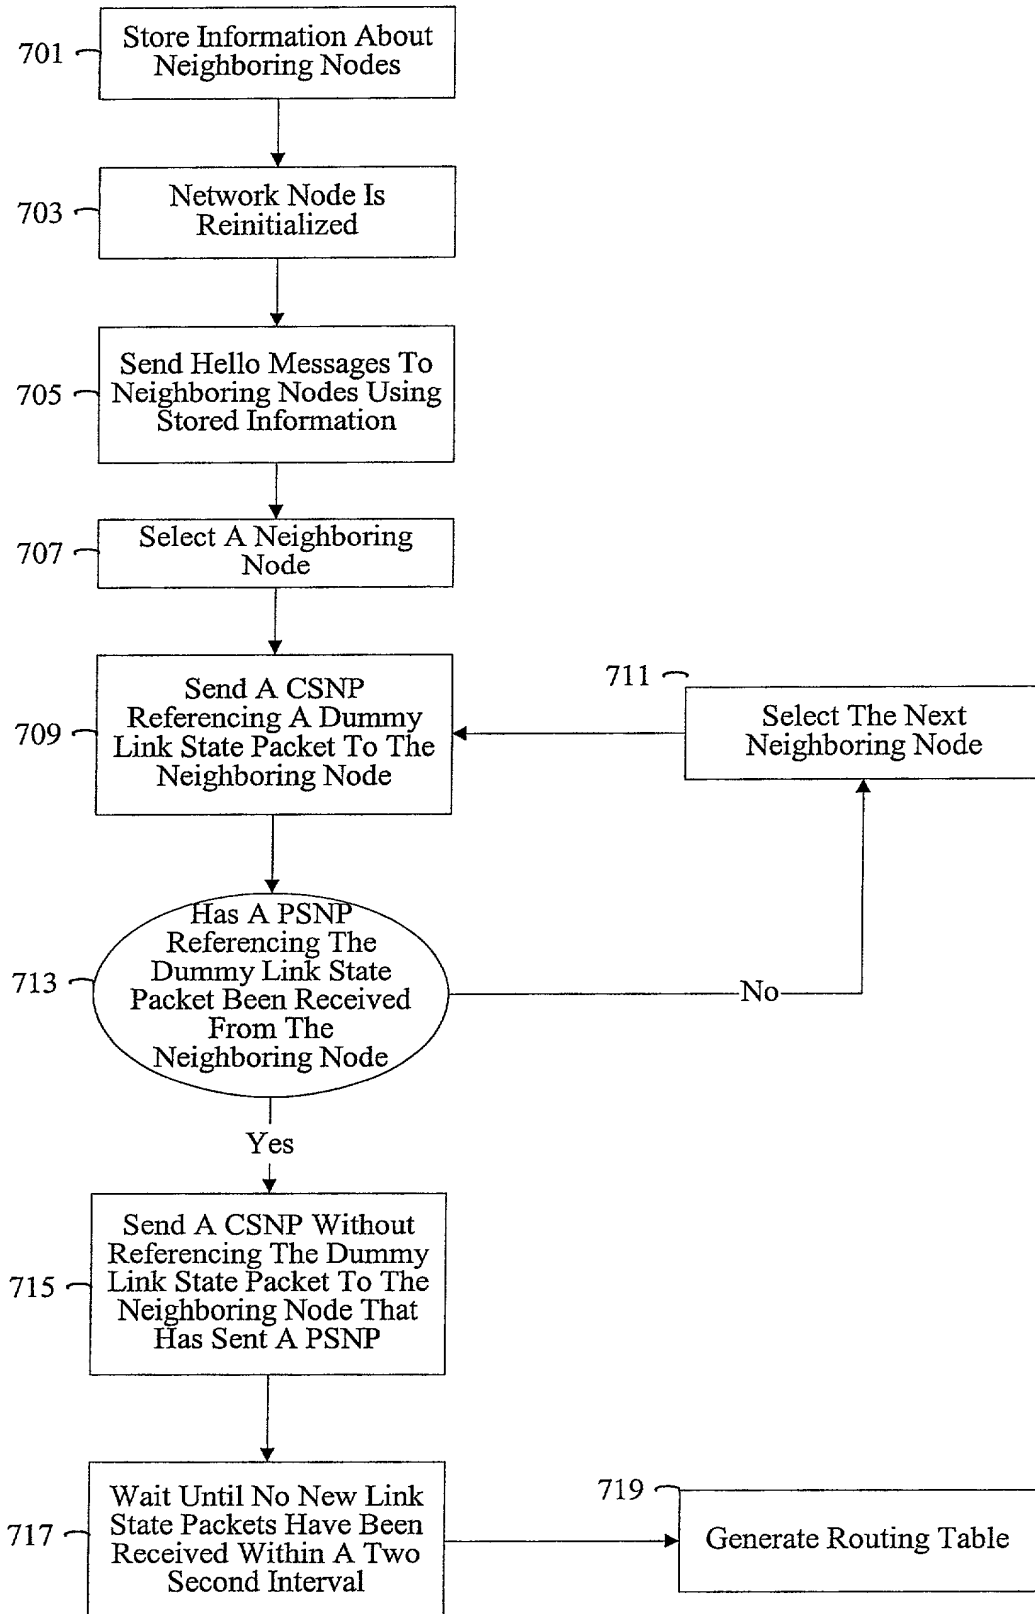 701
Store Information About
Neighboring Nodes
703
Network Node Is
Reinitialized
705
Send Hello Messages To
Neighboring Nodes Using
Stored Information
707
Select A Neighboring
Node
709
Send A CSNP
Referencing A Dummy
Link State Packet To The
Neighboring Node
711
Select The Next
Neighboring Node
713
Has A PSNP
Referencing The
Dummy Link State
Packet Been Received
From The
Neighboring Node
No
Yes
715
Send A CSNP Without
Referencing The Dummy
Link State Packet To The
Neighboring Node That
Has Sent A PSNP
717
Wait Until No New Link
State Packets Have Been
Received Within A Two
Second Interval
719
Generate Routing Table